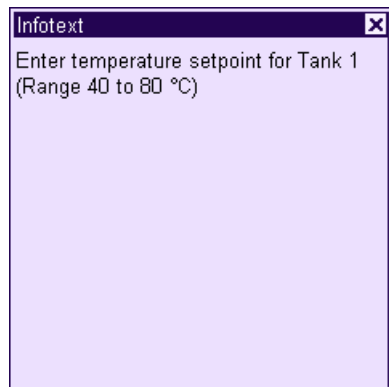 Infotext
Enter temperature setpoint for Tank 1
(Range 40 to 80 °C)